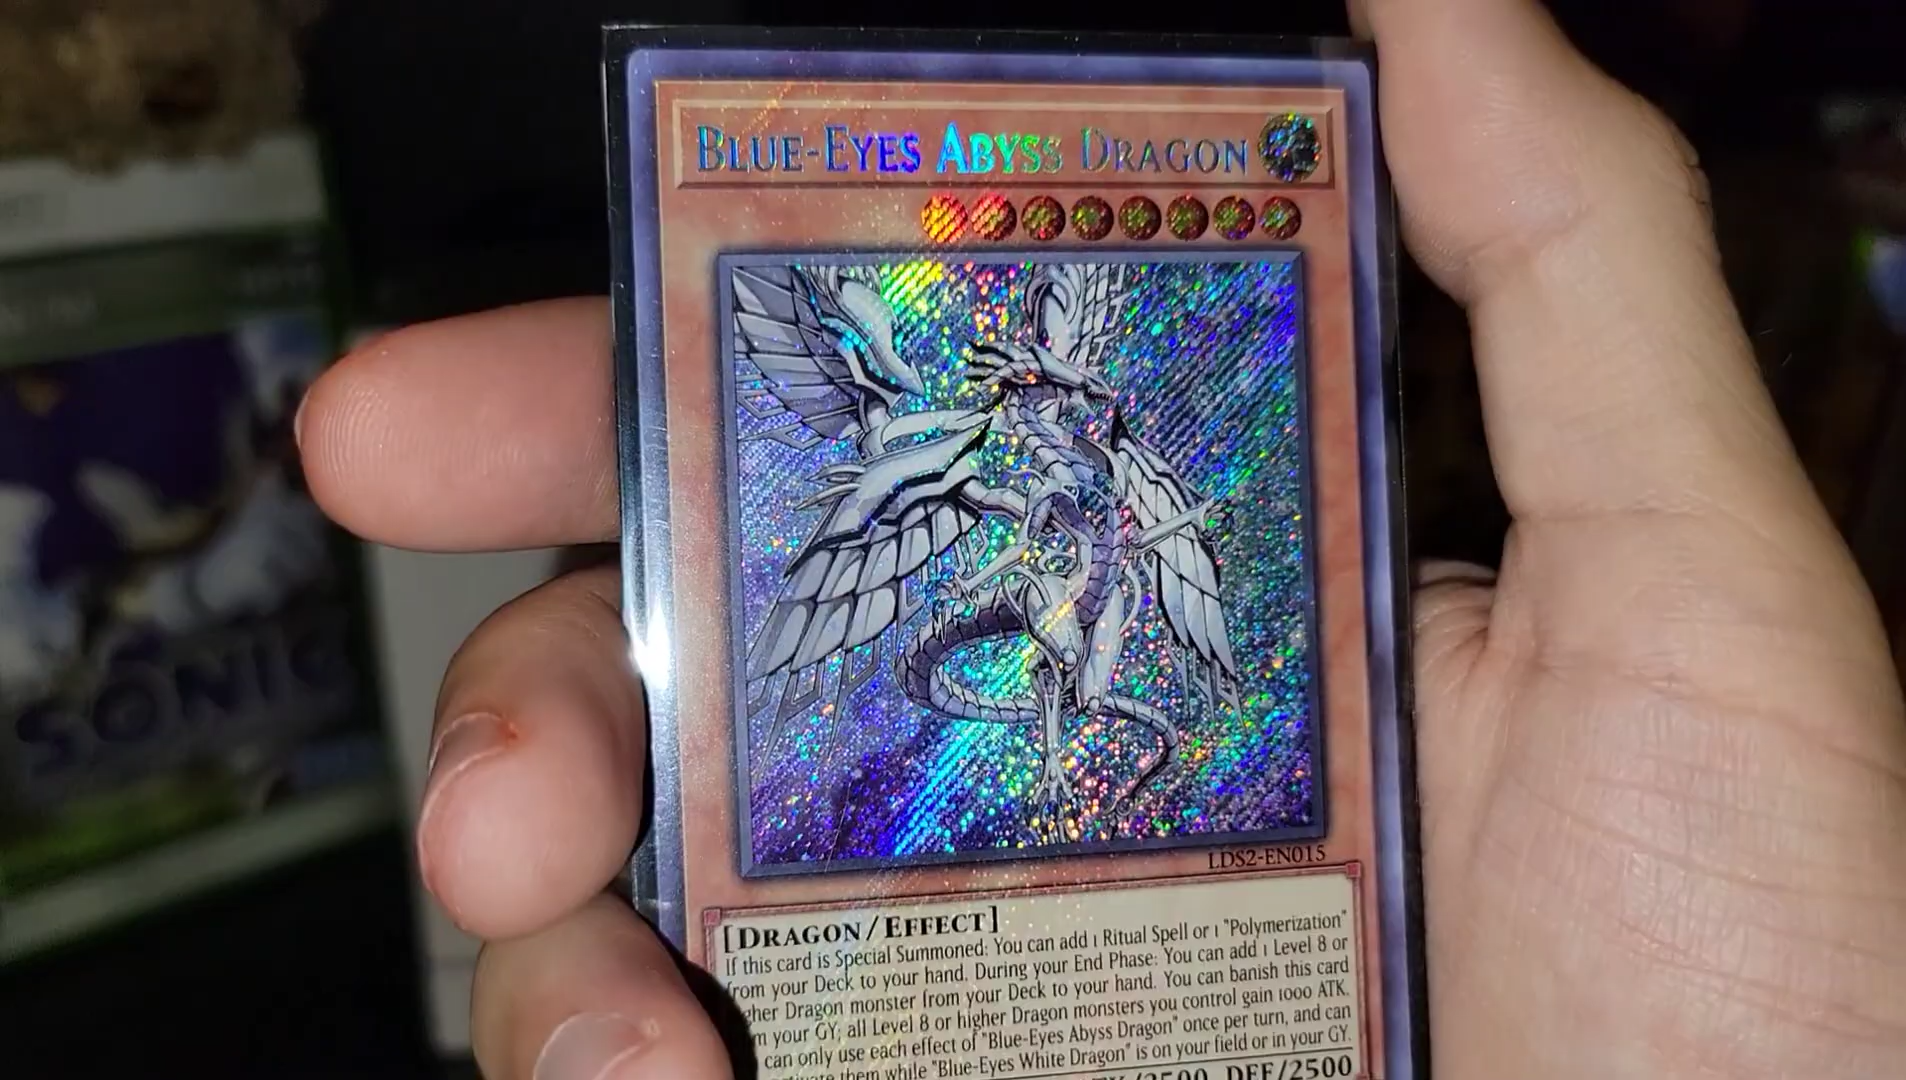 BLUE-EYES ABYSS DRAGON
LDS2-EN015
[DRAGON/EFFECT]
If this card is Special Summoned: You can add 1 Ritual Spell or 1 "Polymerization"
from your Deck to your hand. During your End Phase: You can add 1 Level 8 or
gher Dragon monster from your Deck to your hand. You can banish this card
m your GY; all Level 8 or higher Dragon monsters you control gain 1000 ATK.
can only use each effect of "Blue-Eyes Abyss Dragon" once per turn, and can
them while "Blue-Eyes White Dragon" is on your field or in your GY.
/2500 DEF/2500
SONIC